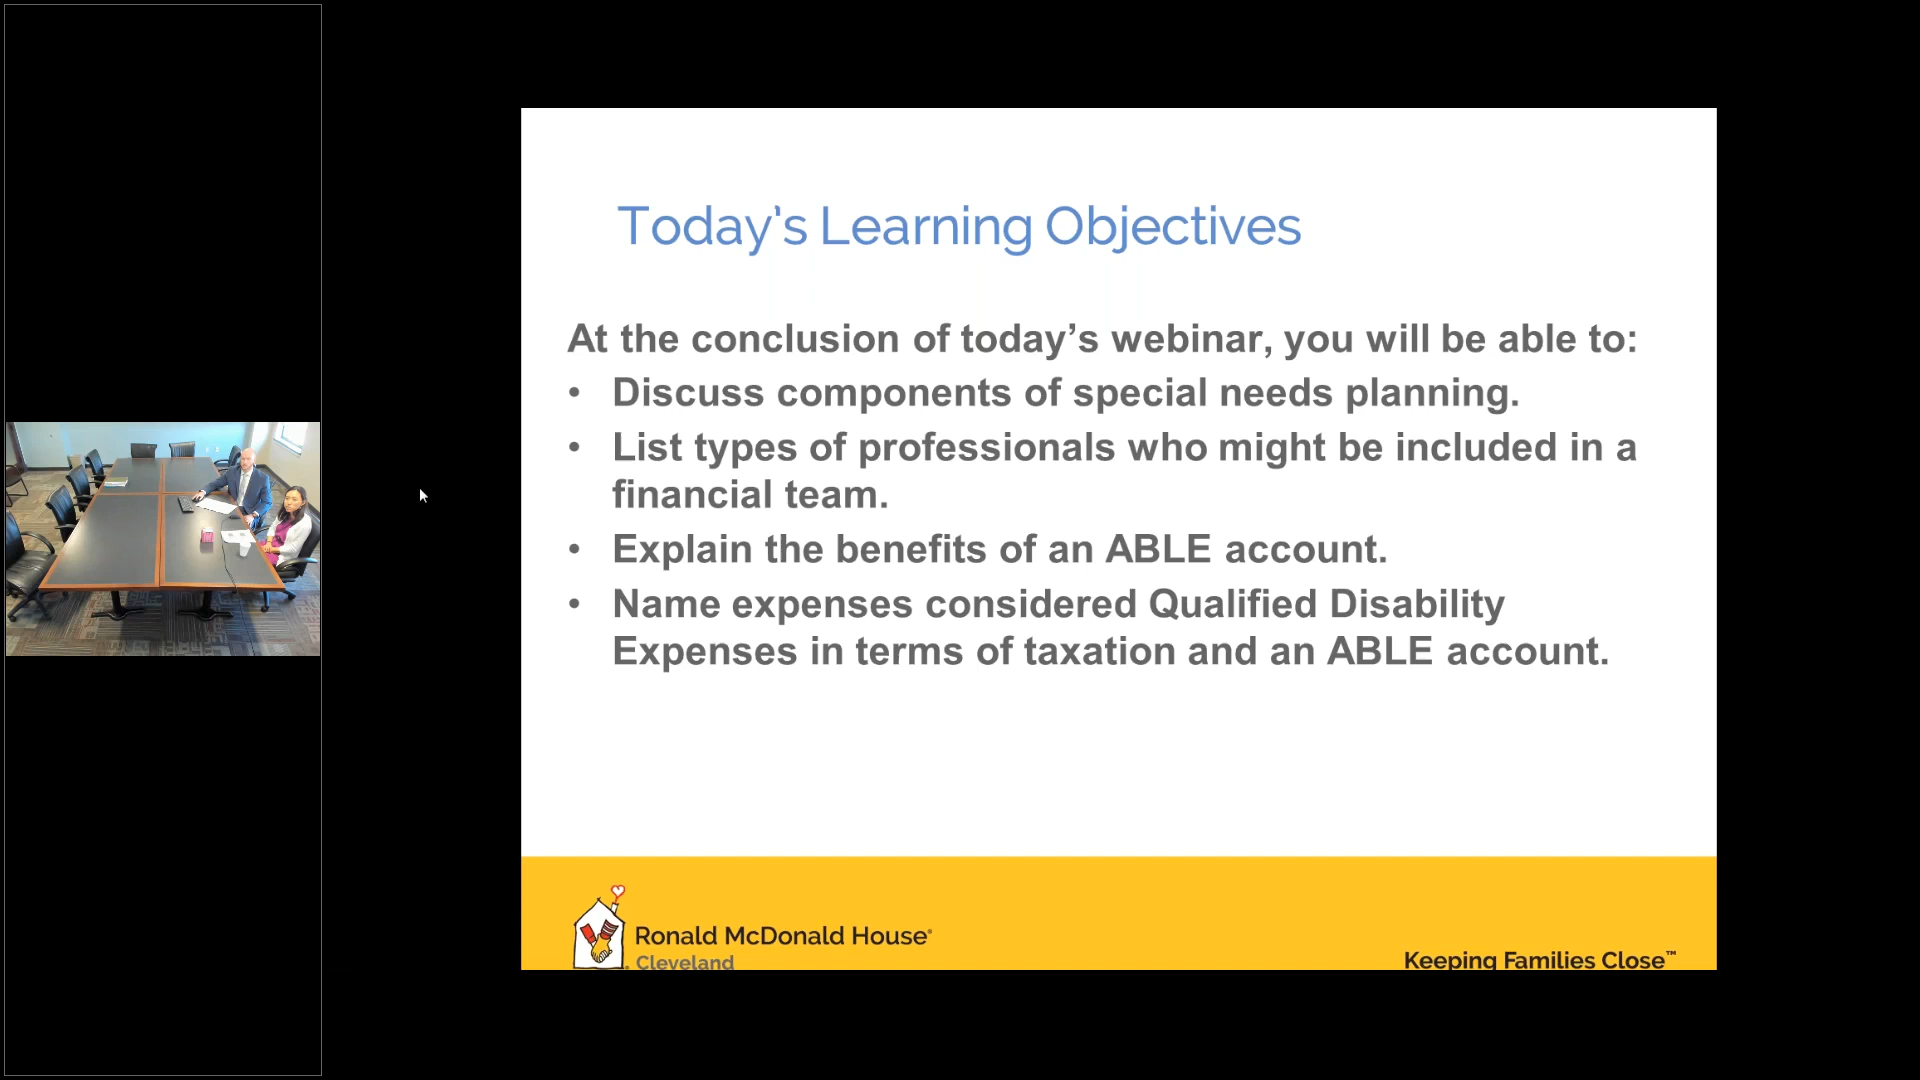 Today’s Learning Objectives
At the conclusion of today’s webinar, you will be able to:
• Discuss components of special needs planning.
• List types of professionals who might be included in a
financial team.
• Explain the benefits of an ABLE account.
• Name expenses considered Qualified Disability
Expenses in terms of taxation and an ABLE account.
Ronald McDonald House®
Cleveland
Keeping Families Close™